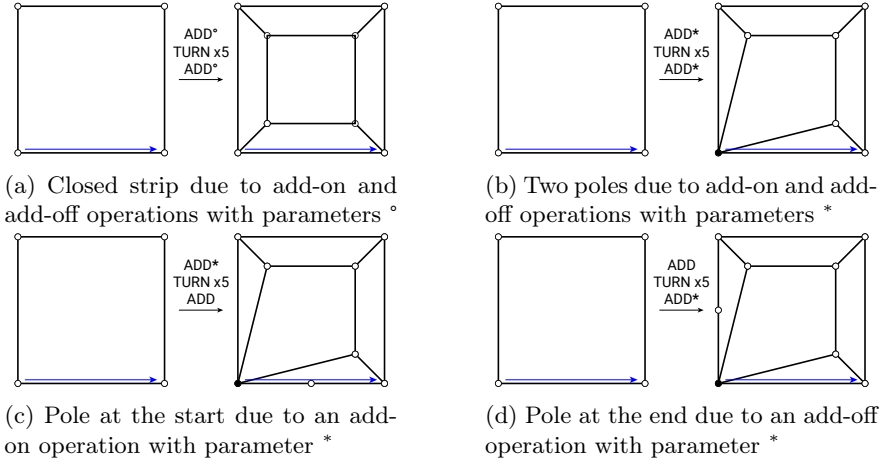 ADD°
TURN x5
ADD°
ADD*
TURN x5
ADD*
(a) Closed strip due to add-on and
add-off operations with parameters °
(b) Two poles due to add-on and add-
off operations with parameters *
ADD*
TURN x5
ADD
ADD
TURN x5
ADD*
(c) Pole at the start due to an add-
on operation with parameter *
(d) Pole at the end due to an add-off
operation with parameter *